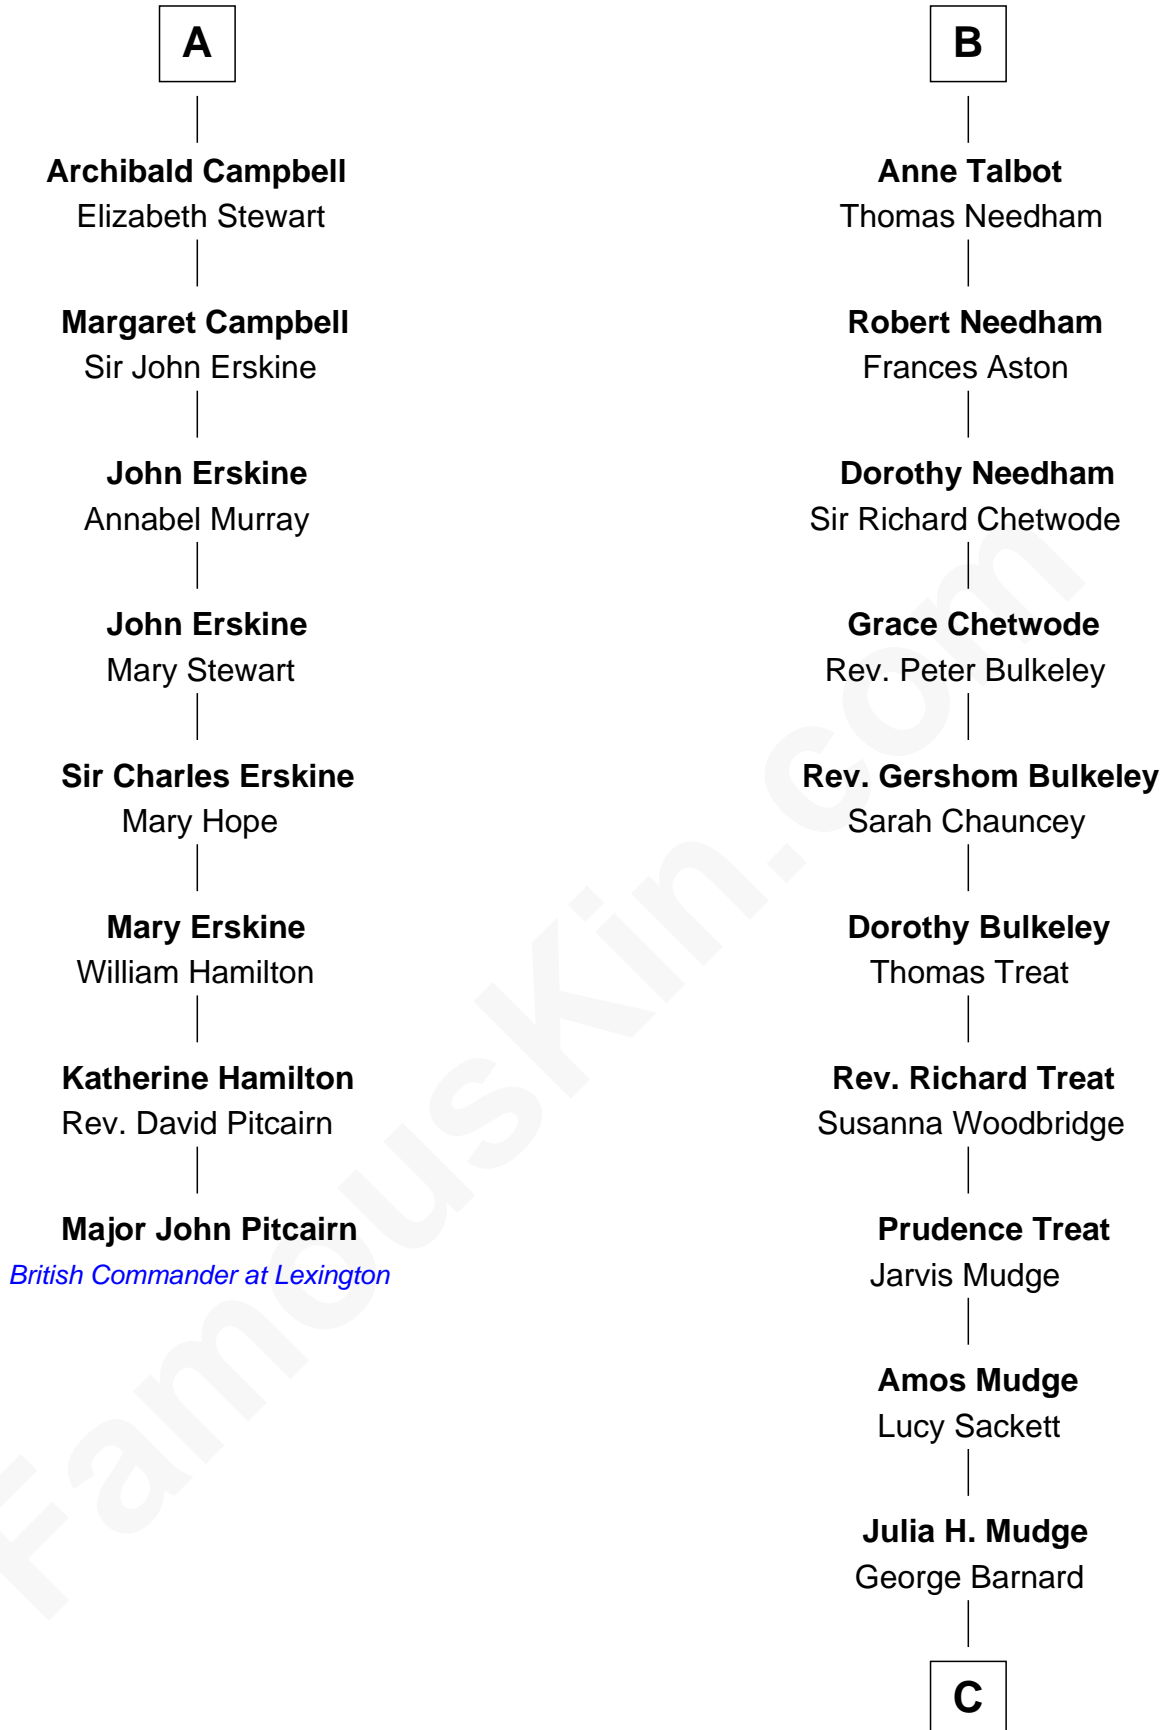 A
Archibald Campbell
Elizabeth Stewart
Margaret Campbell
Sir John Erskine
John Erskine
Annabel Murray
John Erskine
Mary Stewart
Sir Charles Erskine
Mary Hope
Mary Erskine
William Hamilton
Katherine Hamilton
Rev. David Pitcairn
Major John Pitcairn
British Commander at Lexington
B
Anne Talbot
Thomas Needham
Robert Needham
Frances Aston
Dorothy Needham
Sir Richard Chetwode
Grace Chetwode
Rev. Peter Bulkeley
Rev. Gershom Bulkeley
Sarah Chauncey
Dorothy Bulkeley
Thomas Treat
Rev. Richard Treat
Susanna Woodbridge
Prudence Treat
Jarvis Mudge
Amos Mudge
Lucy Sackett
Julia H. Mudge
George Barnard
C
FamousKin.com